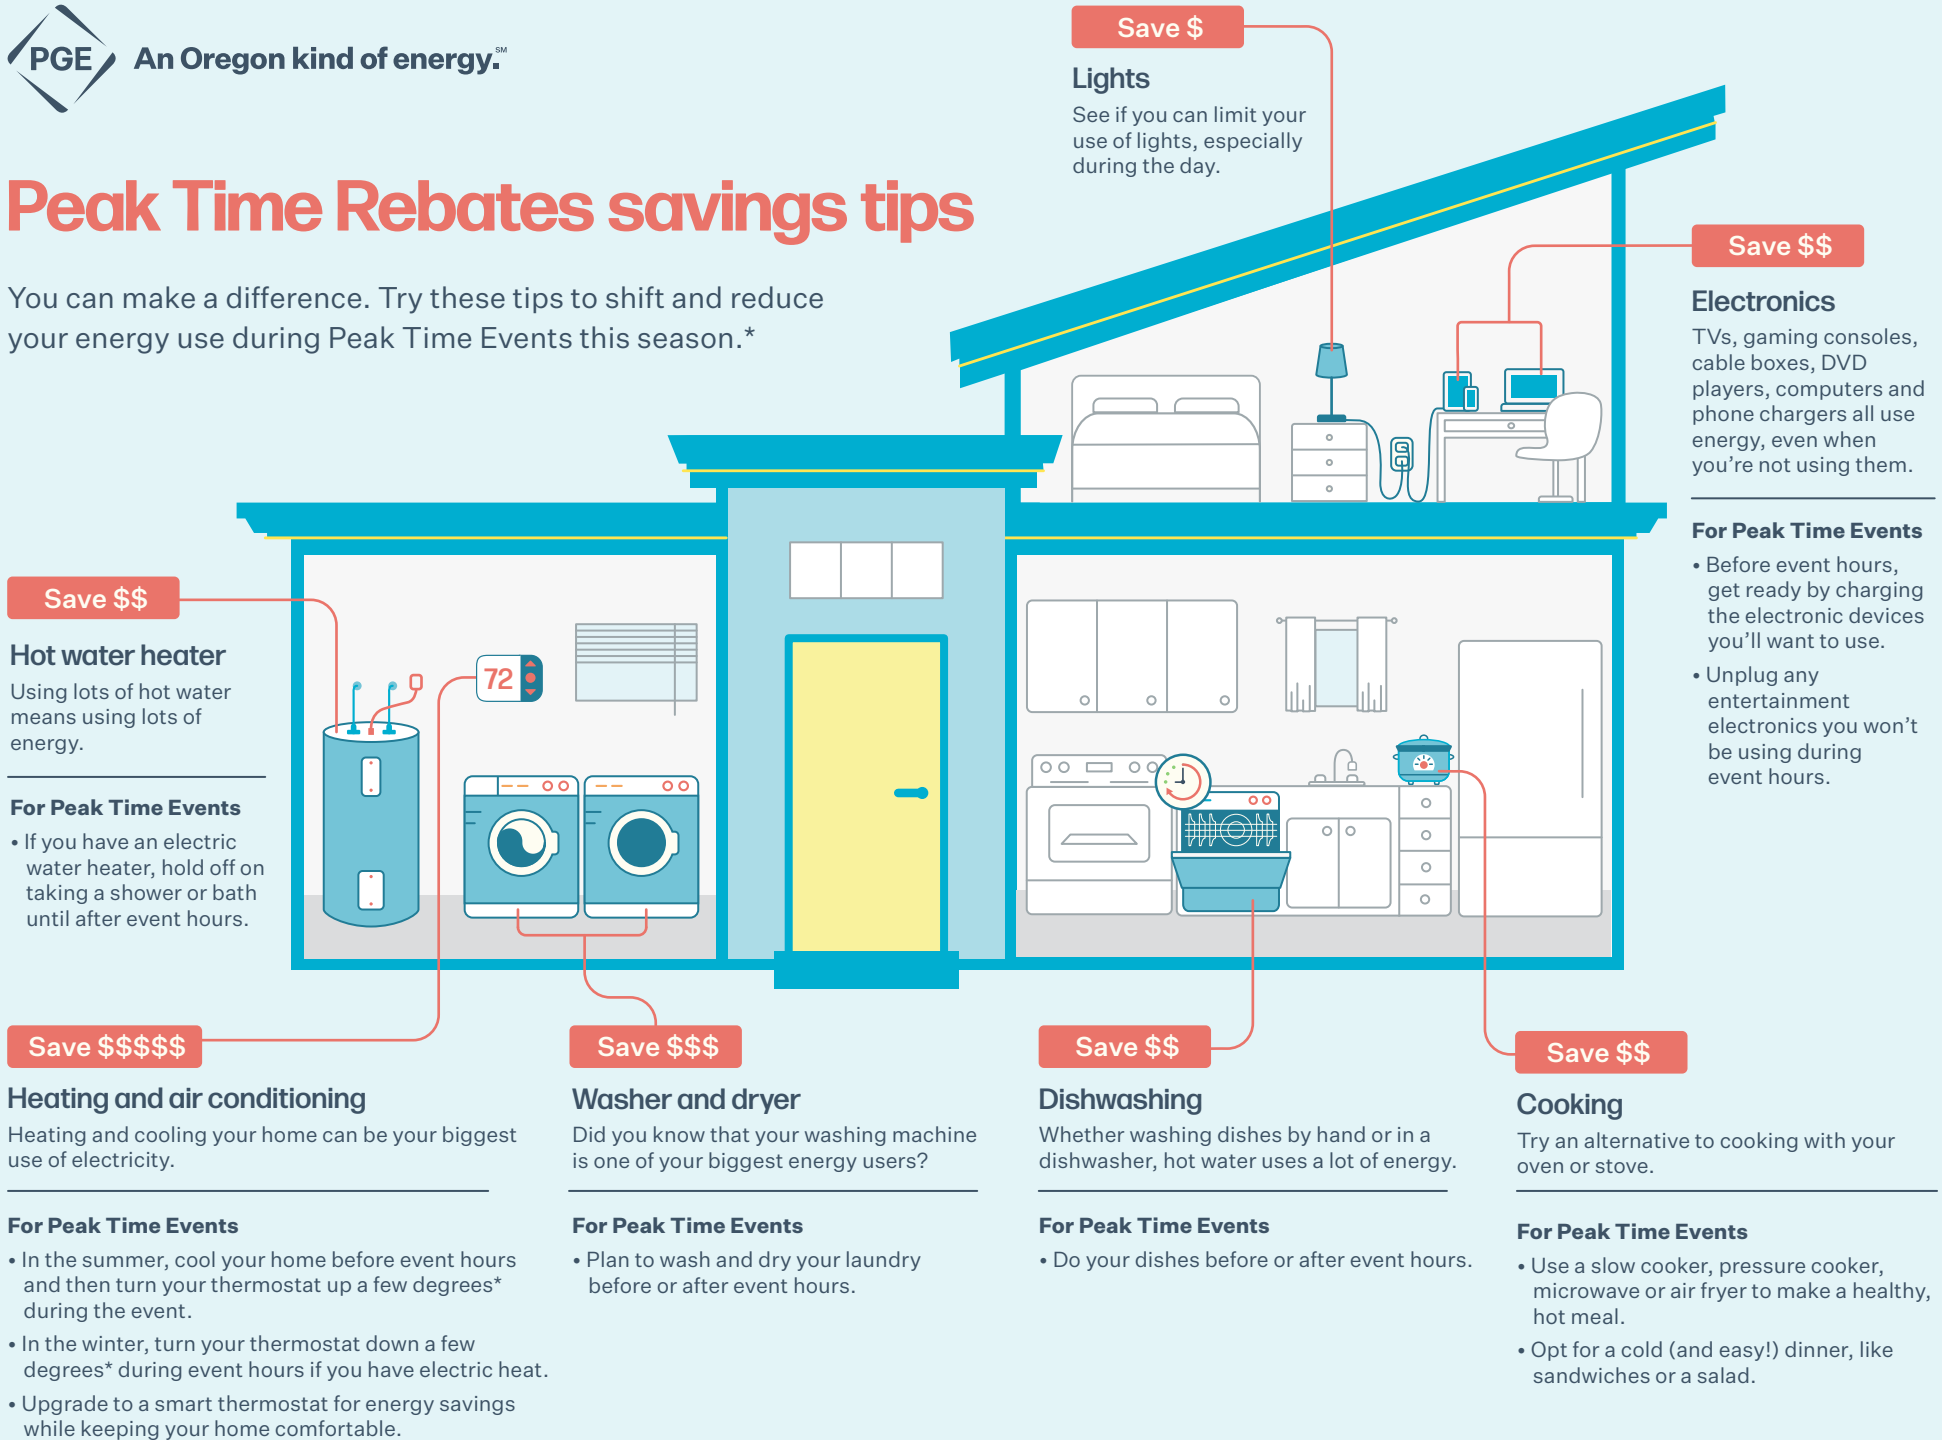 PGE An Oregon kind of energy.℠
Peak Time Rebates savings tips
You can make a difference. Try these tips to shift and reduce
your energy use during Peak Time Events this season.*
Save $
Lights
See if you can limit your
use of lights, especially
during the day.
Save $$
Electronics
TVs, gaming consoles,
cable boxes, DVD
players, computers and
phone chargers all use
energy, even when
you're not using them.
For Peak Time Events
• Before event hours,
get ready by charging
the electronic devices
you'll want to use.
• Unplug any
entertainment
electronics you won't
be using during
event hours.
Save $$
Hot water heater
Using lots of hot water
means using lots of
energy.
For Peak Time Events
• If you have an electric
water heater, hold off on
taking a shower or bath
until after event hours.
72
Save $$$$$
Heating and air conditioning
Heating and cooling your home can be your biggest
use of electricity.
For Peak Time Events
• In the summer, cool your home before event hours
and then turn your thermostat up a few degrees*
during the event.
• In the winter, turn your thermostat down a few
degrees* during event hours if you have electric heat.
• Upgrade to a smart thermostat for energy savings
while keeping your home comfortable.
Save $$$
Washer and dryer
Did you know that your washing machine
is one of your biggest energy users?
For Peak Time Events
• Plan to wash and dry your laundry
before or after event hours.
Save $$
Dishwashing
Whether washing dishes by hand or in a
dishwasher, hot water uses a lot of energy.
For Peak Time Events
• Do your dishes before or after event hours.
Save $$
Cooking
Try an alternative to cooking with your
oven or stove.
For Peak Time Events
• Use a slow cooker, pressure cooker,
microwave or air fryer to make a healthy,
hot meal.
• Opt for a cold (and easy!) dinner, like
sandwiches or a salad.